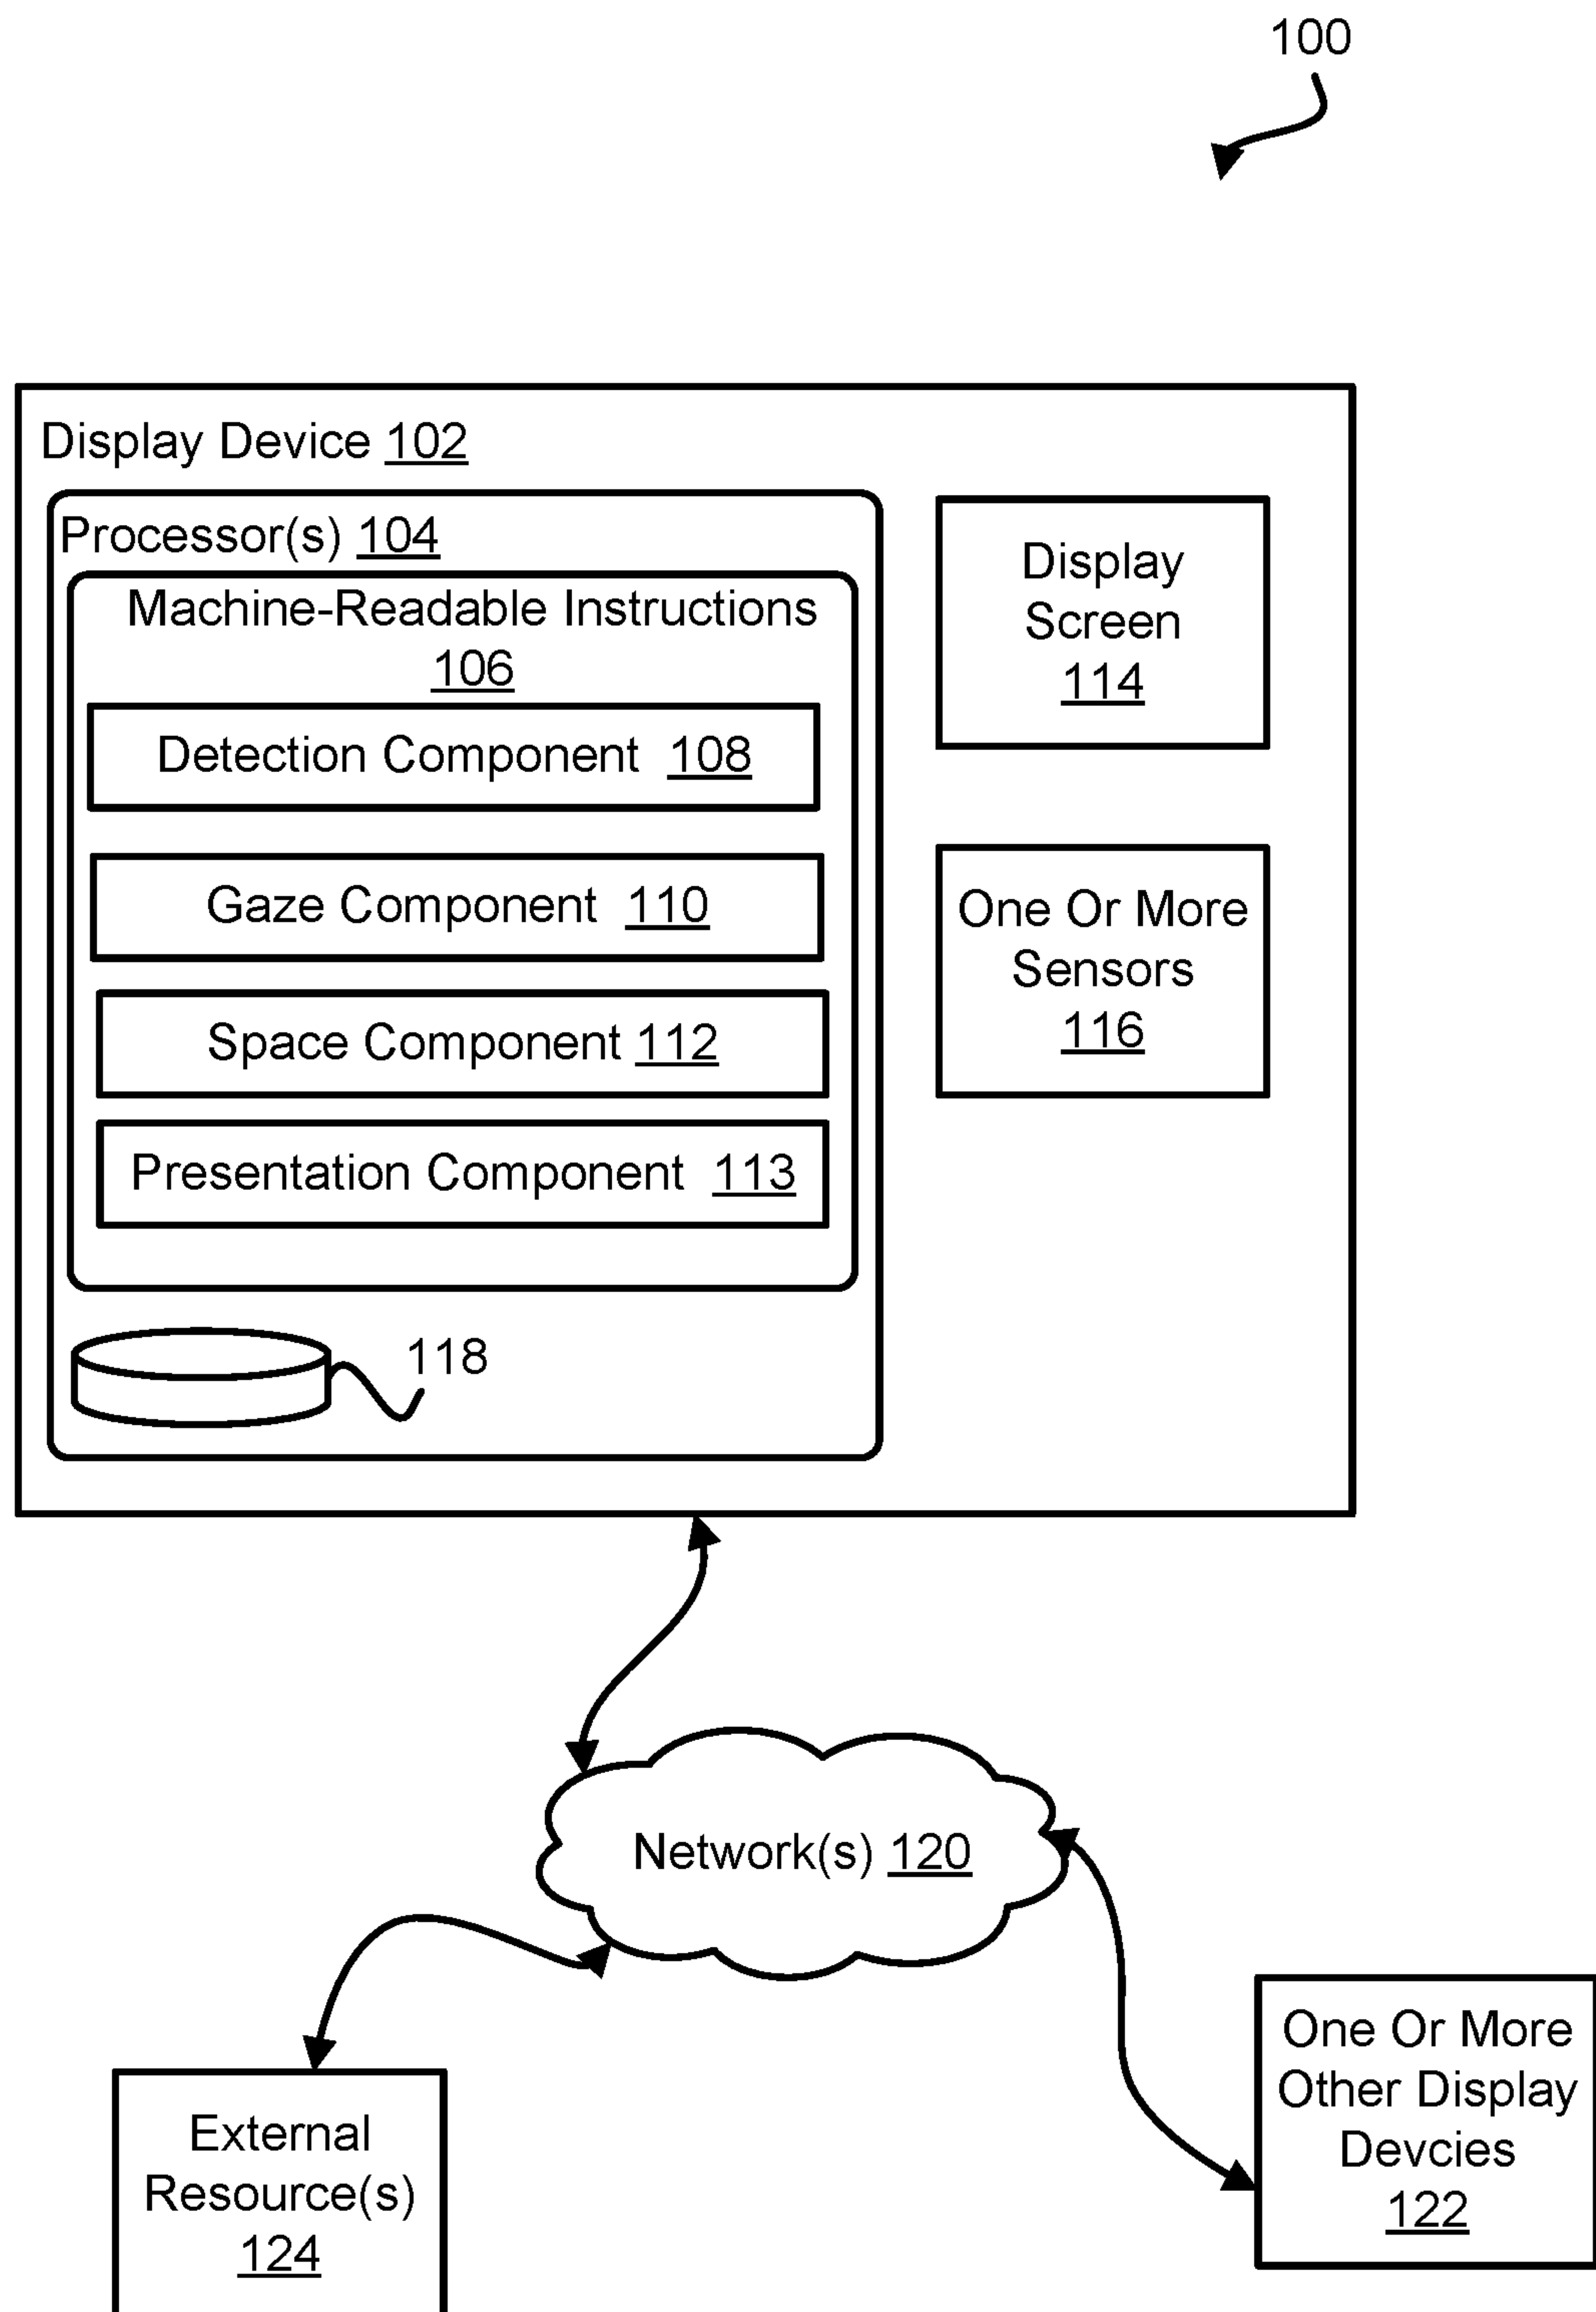 100
Display Device 102
Processor(s) 104
Machine-Readable Instructions
106
Detection Component 108
Gaze Component 110
Space Component 112
Presentation Component 113
118
Display
Screen
114
One Or More
Sensors
116
Network(s) 120
External
Resource(s)
124
One Or More
Other Display
Devcies
122